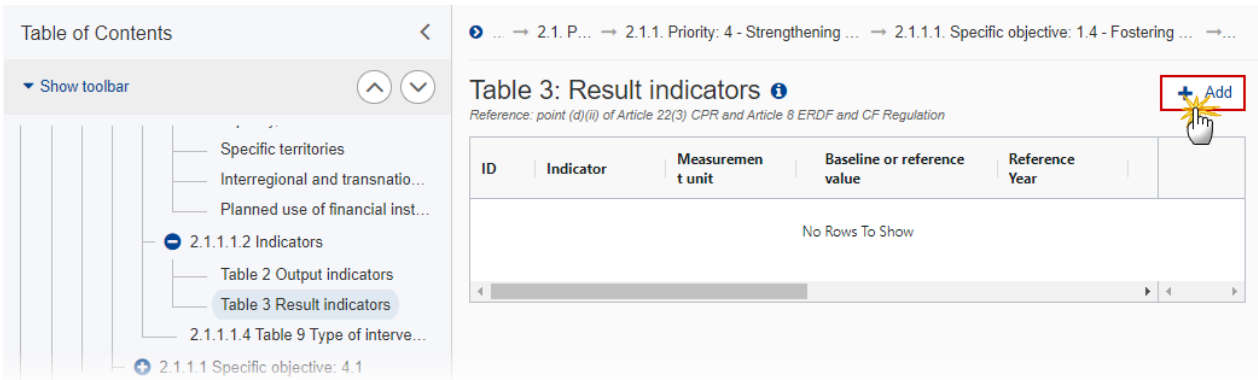 Table of Contents
Show toolbar
Specific territories
Interregional and transnatio...
Planned use of financial inst...
2.1.1.1.2 Indicators
Table 2 Output indicators
Table 3 Result indicators
2.1.1.1.4 Table 9 Type of interve...
2.1.1.1 Specific objective: 4.1
... → 2.1. P... → 2.1.1. Priority: 4 - Strengthening ... → 2.1.1.1. Specific objective: 1.4 - Fostering ... →...
Table 3: Result indicators
Add
Reference: point (d)(ii) of Article 22(3) CPR and Article 8 ERDF and CF Regulation
ID Indicator Measuremen Baseline or reference Reference
t unit value Year
No Rows To Show